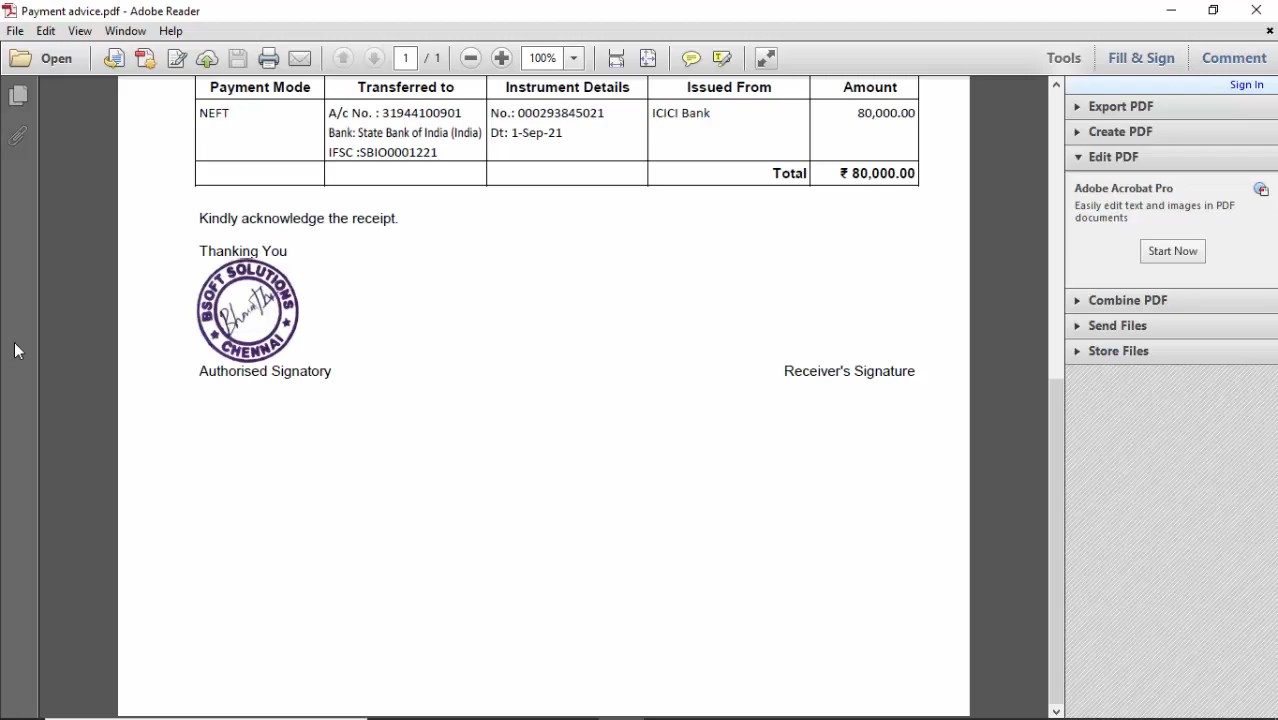 Payment advice.pdf - Adobe Reader
File Edit View Window Help
Open 1 / 1 100% Tools Fill & Sign Comment
Sign In
Export PDF
Create PDF
Edit PDF
Adobe Acrobat Pro
Easily edit text and images in PDF
documents
Start Now
Combine PDF
Send Files
Store Files
Payment Mode Transferred to Instrument Details Issued From Amount
NEFT A/c No. : 31944100901 No.: 000293845021 ICICI Bank 80,000.00
Bank: State Bank of India (India) Dt: 1-Sep-21
IFSC :SBIO0001221
Total ₹ 80,000.00
Kindly acknowledge the receipt.
Thanking You
BSOFT SOLUTIONS
CHENNAI
Authorised Signatory Receiver's Signature